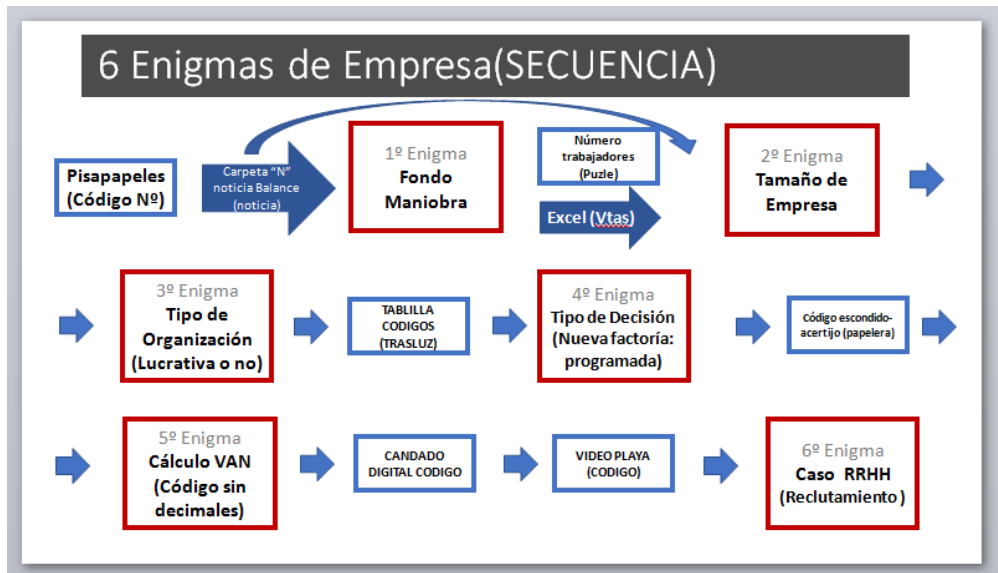 6 Enigmas de Empresa(SECUENCIA)
Pisapapeles
(Código Nº)
Carpeta "N"
noticia Balance
(noticia)
1º Enigma
Fondo
Maniobra
Número
trabajadores
(Puzle)
Excel (Vtas)
2º Enigma
Tamaño de
Empresa
3º Enigma
Tipo de
Organización
(Lucrativa o no)
TABLILLA
CODIGOS
(TRASLUZ)
4º Enigma
Tipo de Decisión
(Nueva factoría:
programada)
Código escondido-
acertijo (papelera)
5º Enigma
Cálculo VAN
(Código sin
decimales)
CANDADO
DIGITAL CODIGO
VIDEO PLAYA
(CODIGO)
6º Enigma
Caso RRHH
(Reclutamiento )